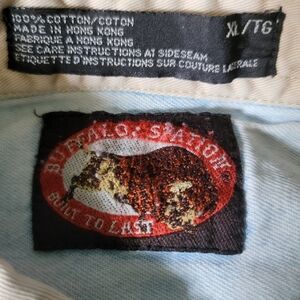 100% COTTON/COTON
MADE IN HONG KONG
FABRIQUE A HONG KONG
SEE CARE INSTRUCTIONS AT SIDESEAM
ETIQUETTE D'INSTRUCTIONS SUR COUTURE LATERALE
XL/TG
BUFFALO STATION
BUILT TO LAST